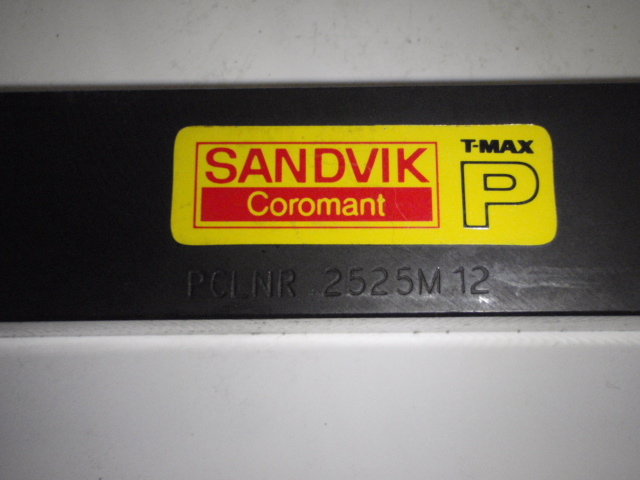 SANDVIK
Coromant
T-MAX
P
PCLNR 2525M 12